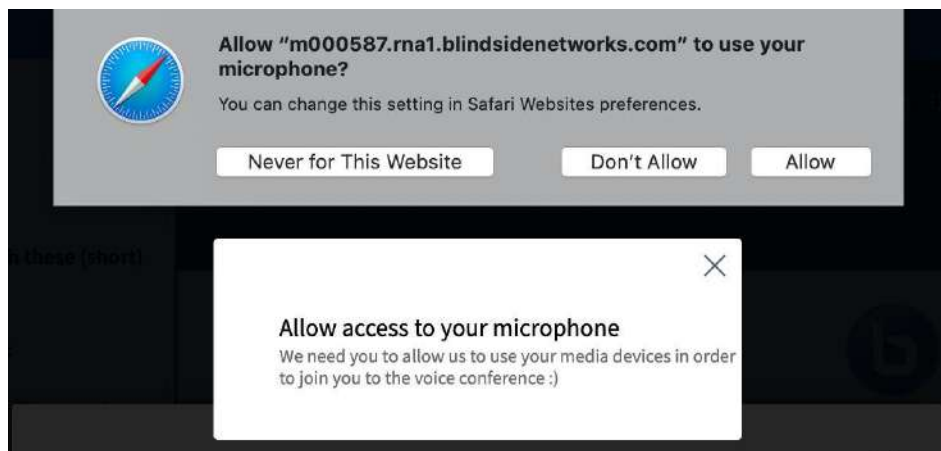 Allow “m000587.rna1.blindsidenetworks.com” to use your
microphone?
You can change this setting in Safari Websites preferences.
Never for This Website Don't Allow Allow
n these (short)
Allow access to your microphone
We need you to allow us to use your media devices in order
to join you to the voice conference :)